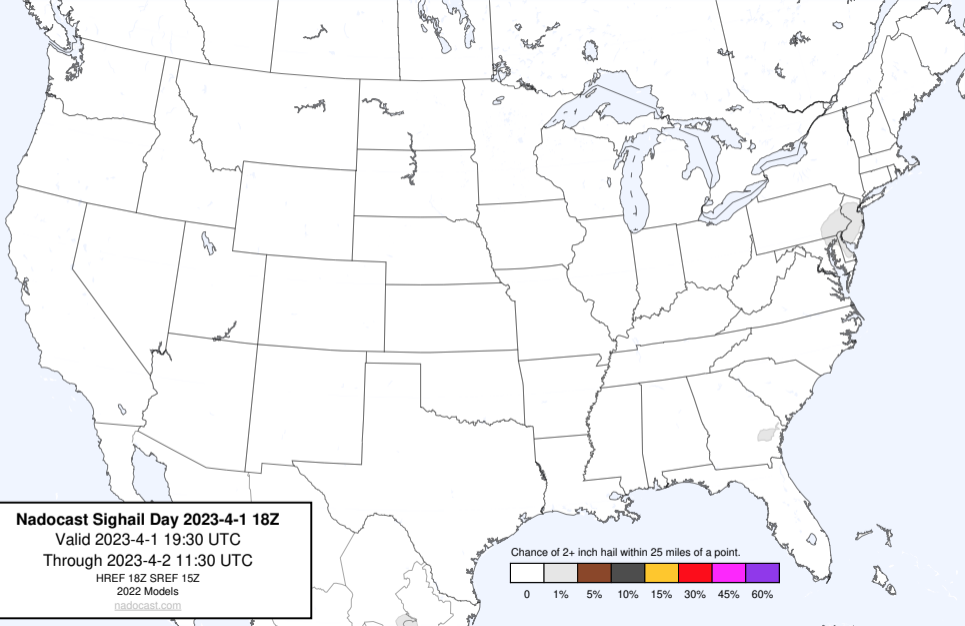 Nadocast Sighail Day 2023-4-1 18Z
Valid 2023-4-1 19:30 UTC
Through 2023-4-2 11:30 UTC
HREF 18Z SREF 15Z
2022 Models
nadocast.com
Chance of 2+ inch hail within 25 miles of a point.
0 1% 5% 10% 15% 30% 45% 60%